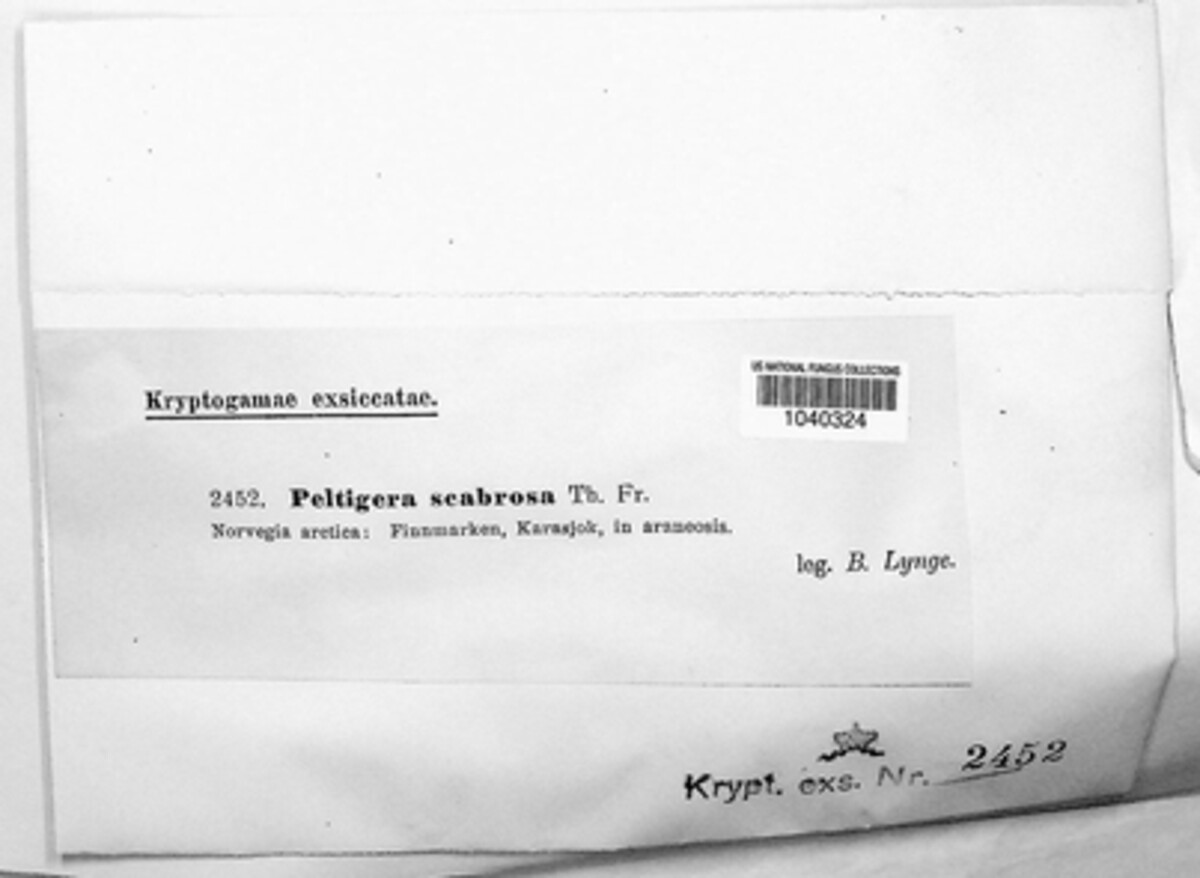 US NATIONAL FUNGUS COLLECTIONS
1040324
Kryptogamae exsiccatae.
2452. Peltigera scabrosa Th. Fr.
Norvegia arctica: Finnmarken, Karasjok, in arenosis.
leg. B. Lynge.
Krypt. exs. Nr. 2452